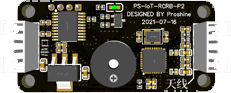 PS-IoT-RCRB-P2
DESIGNED BY Proshine
2021-07-16
+
天线